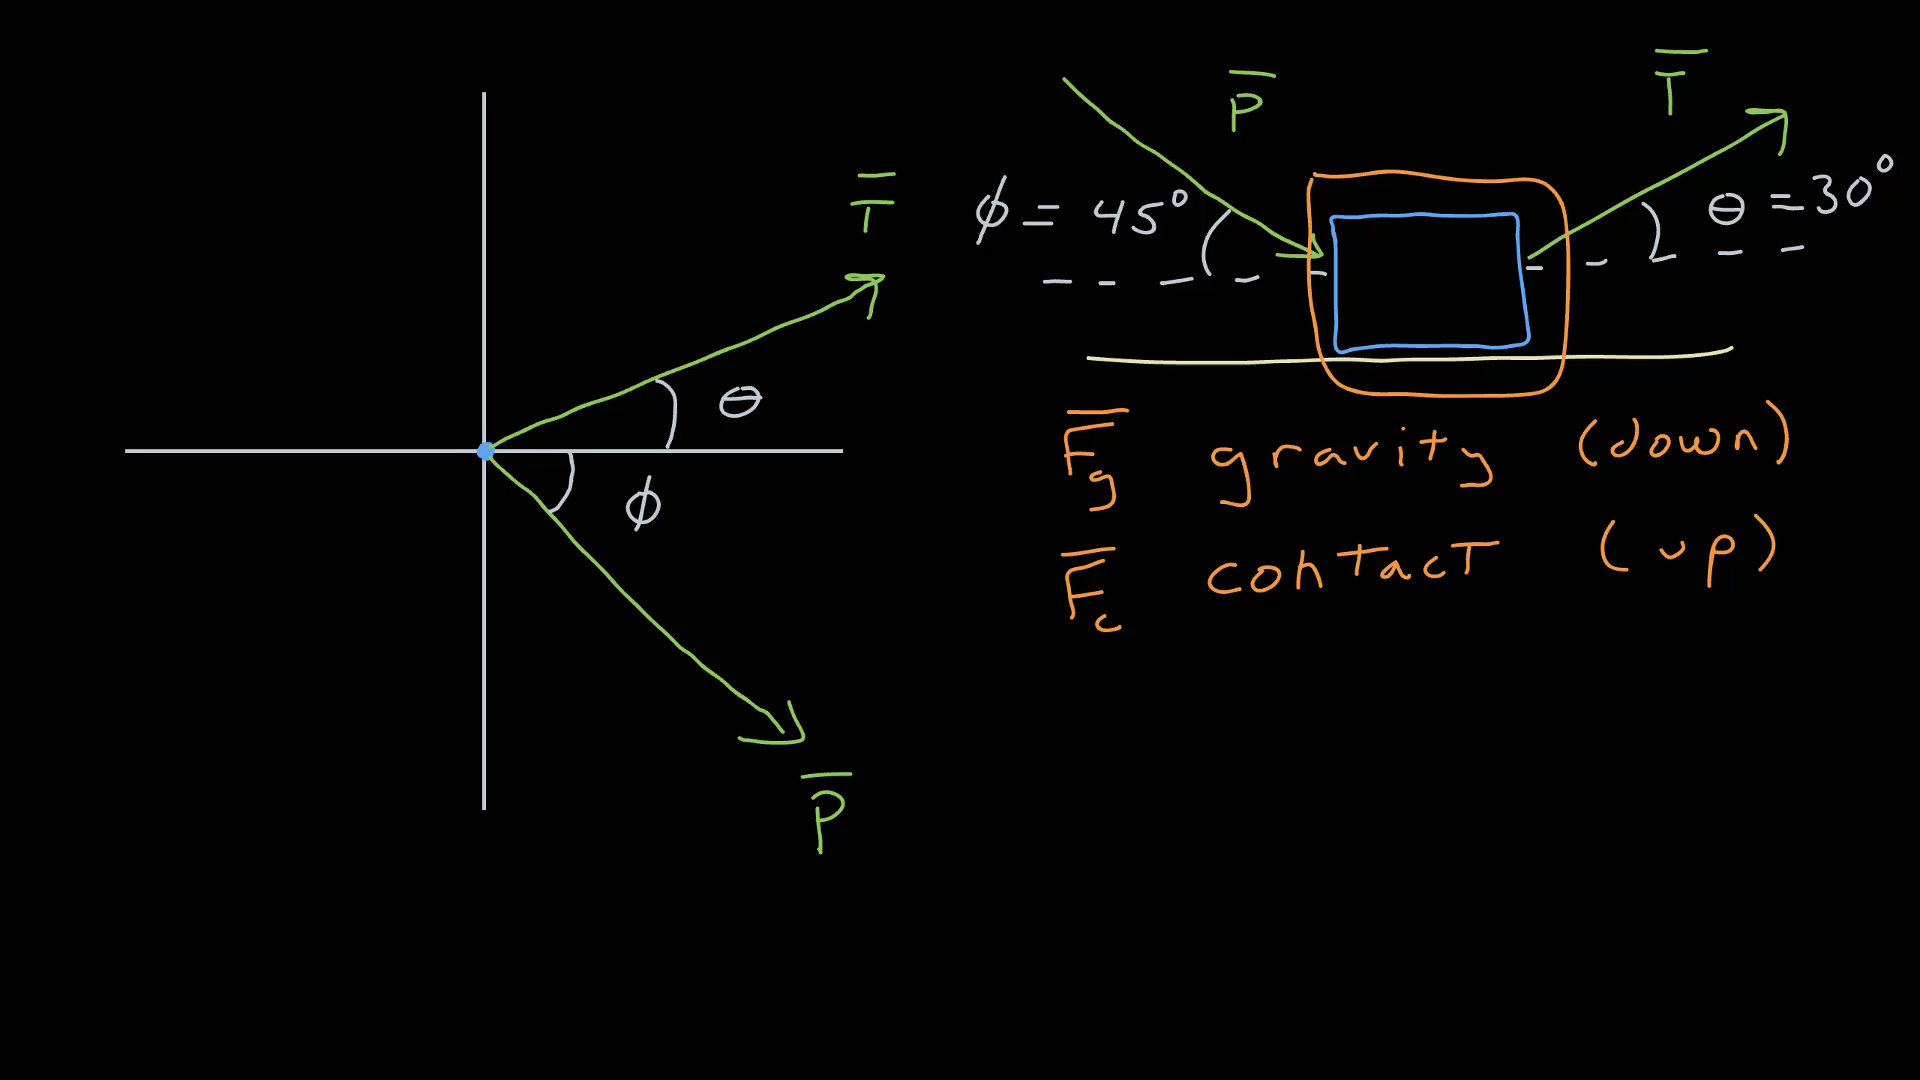 T̅
θ
ϕ
P̅
P̅
T̅
ϕ = 45°
θ = 30°
F̅g gravity (down)
F̅c contact (up)